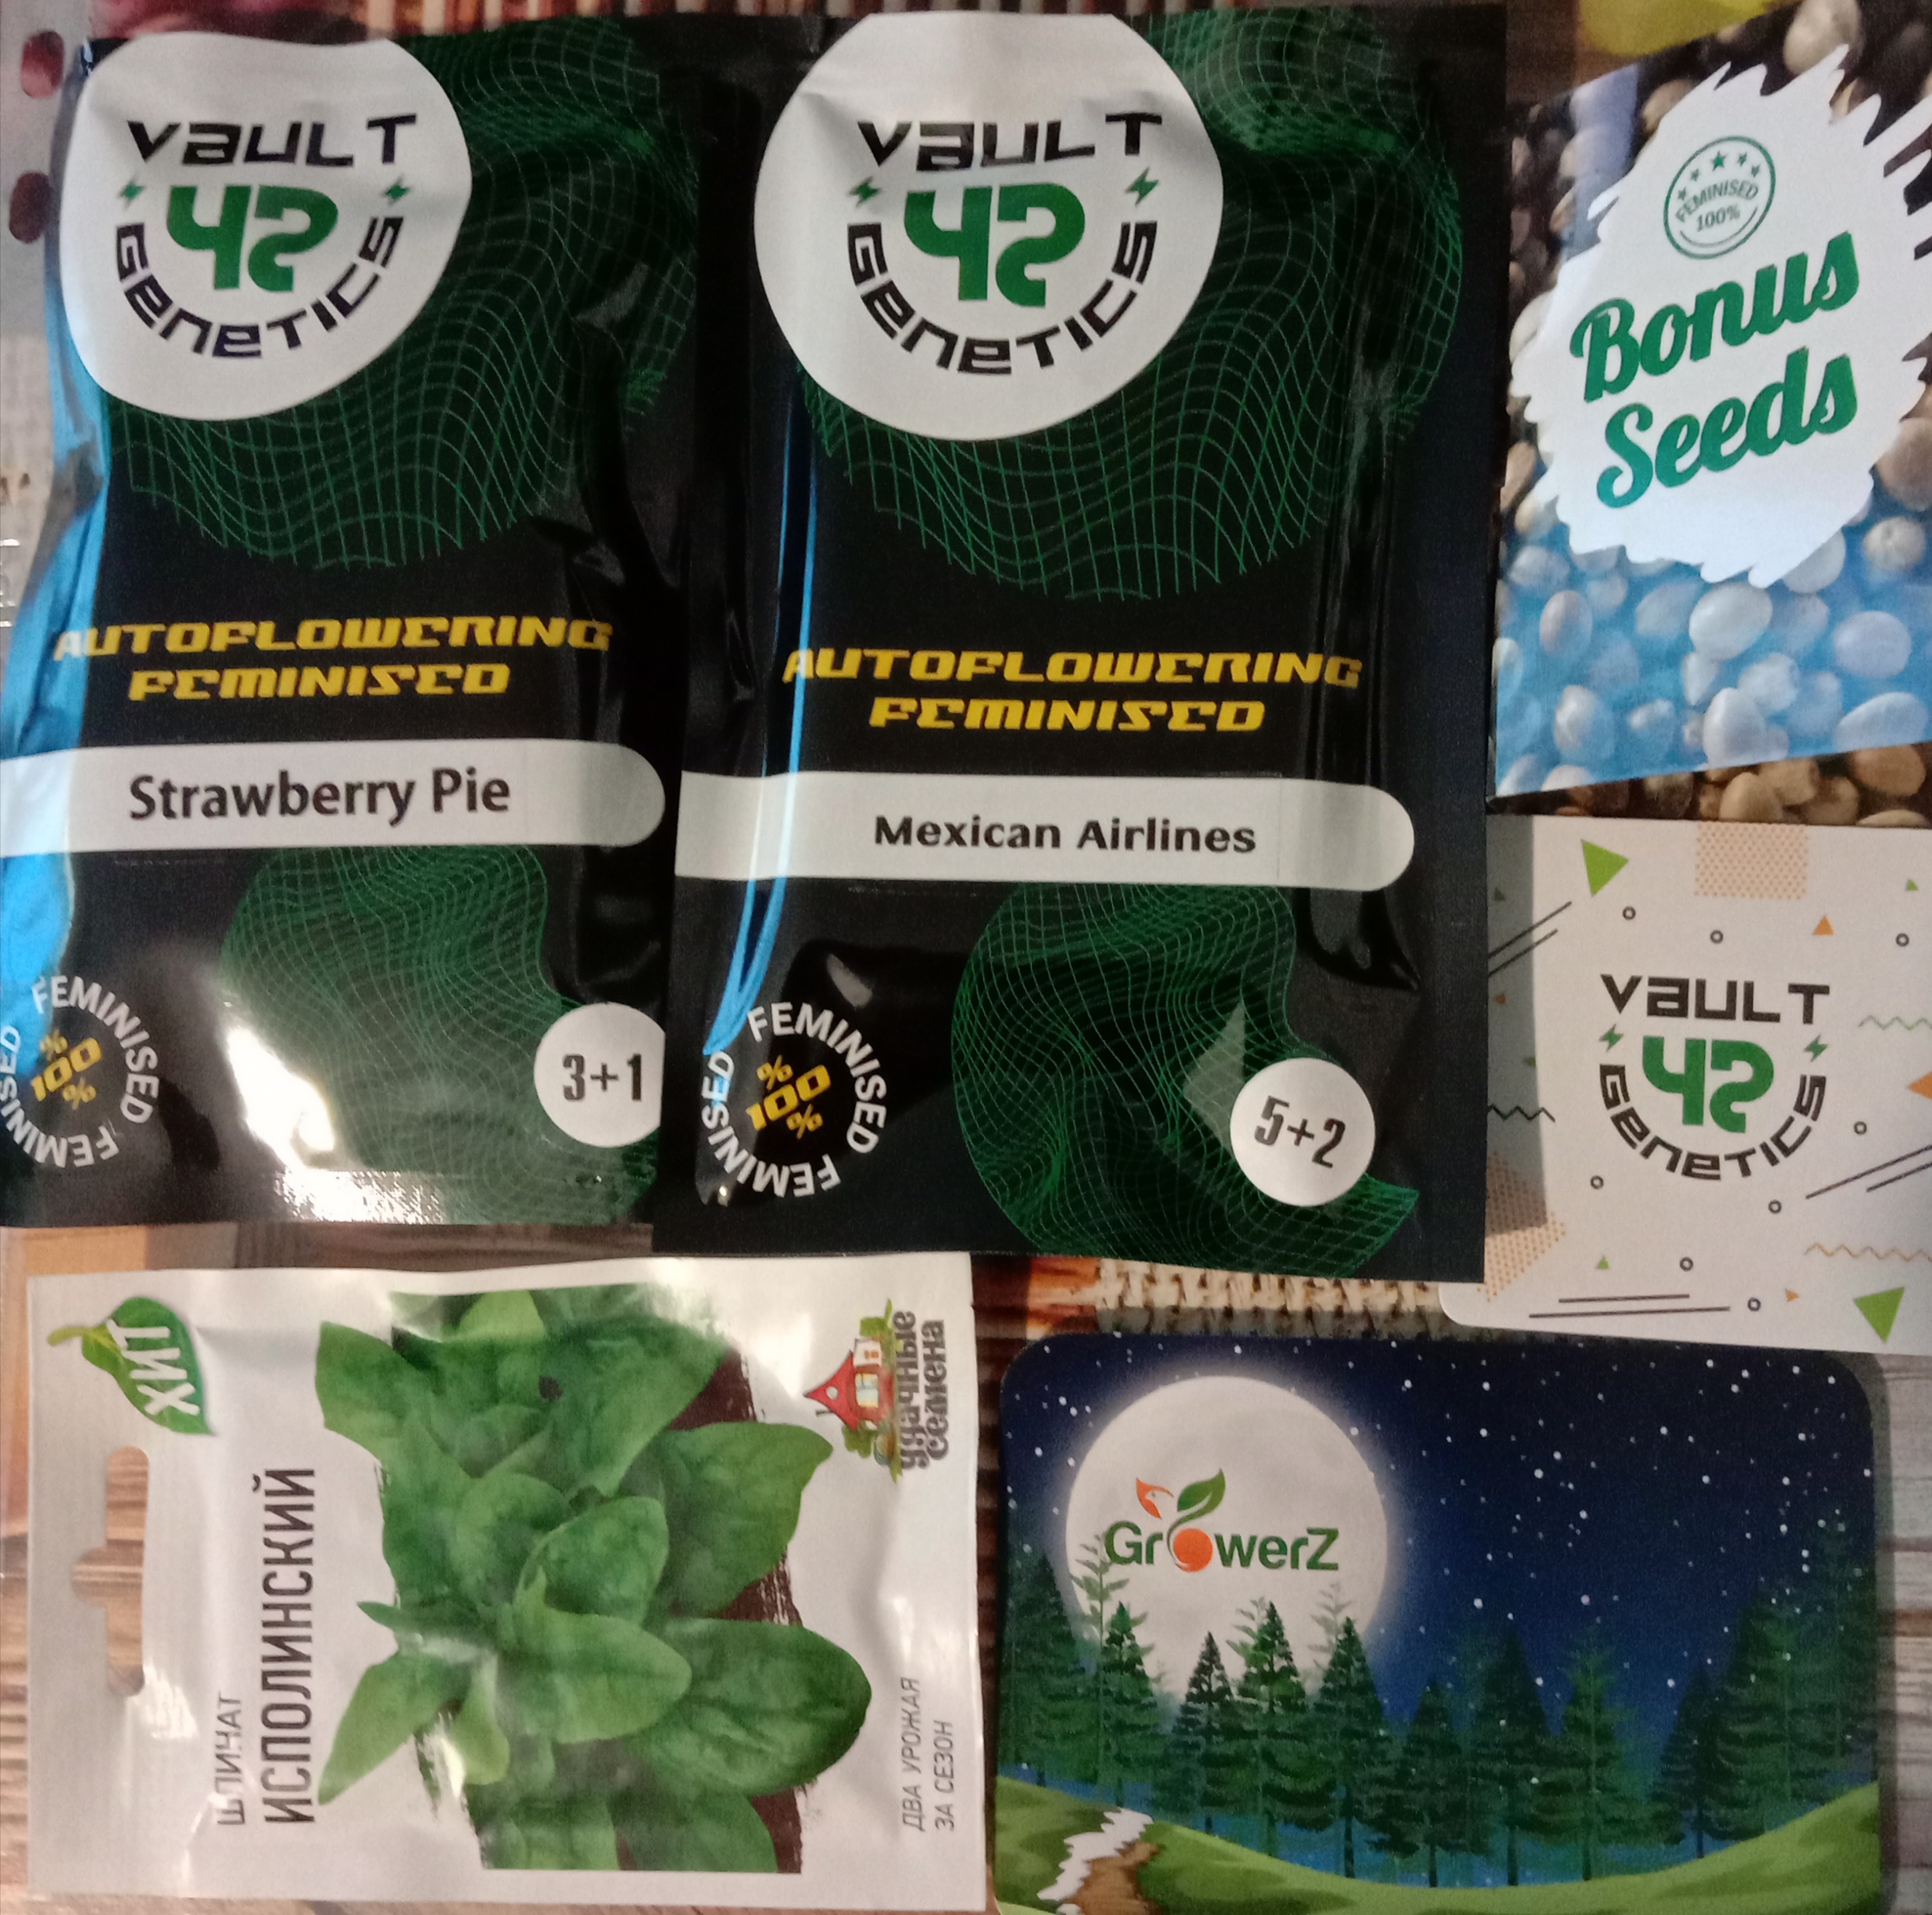 VAULT
42
GENETICS
AUTOFLOWERING
FEMINISED
Strawberry Pie
FEMINISED
% 100 %
FEMINISED
FEMINISED
3+1
VAULT
42
GENETICS
AUTOFLOWERING
FEMINISED
Mexican Airlines
FEMINISED
% 100 %
FEMINISED
FEMINISED
5+2
FEMINISED
100%
Bonus
Seeds
VAULT
42
GENETICS
ХИТ
ШПИНАТ
ИСПОЛИНСКИЙ
удачные
семена
ДВА УРОЖАЯ
ЗА СЕЗОН
GrowerZ